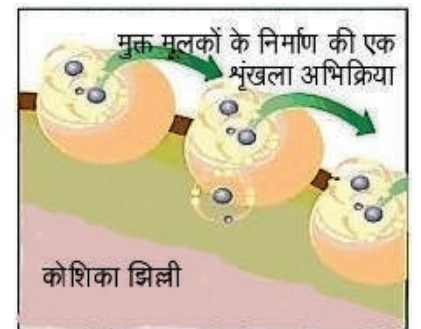 मुक्त मूलकों के निर्माण की एक
शृंखला अभिक्रिया
कोशिका झिल्ली